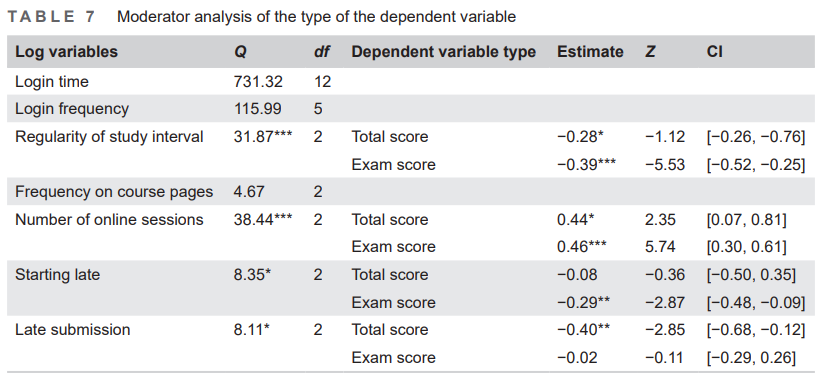 TABLE 7 Moderator analysis of the type of the dependent variable
Log variables Q df Dependent variable type Estimate Z CI
Login time 731.32 12
Login frequency 115.99 5
Regularity of study interval 31.87*** 2 Total score −0.28* −1.12 [−0.26, −0.76]
Exam score −0.39*** −5.53 [−0.52, −0.25]
Frequency on course pages 4.67 2
Number of online sessions 38.44*** 2 Total score 0.44* 2.35 [0.07, 0.81]
Exam score 0.46*** 5.74 [0.30, 0.61]
Starting late 8.35* 2 Total score −0.08 −0.36 [−0.50, 0.35]
Exam score −0.29** −2.87 [−0.48, −0.09]
Late submission 8.11* 2 Total score −0.40** −2.85 [−0.68, −0.12]
Exam score −0.02 −0.11 [−0.29, 0.26]